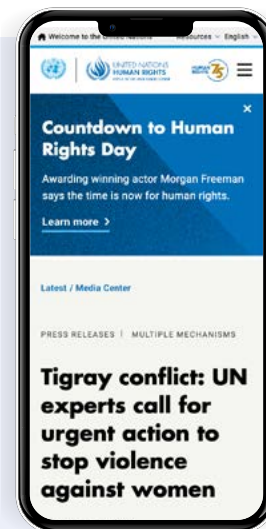 Welcome to the United Nations Resources English
UNITED NATIONS
HUMAN RIGHTS
75
×
Countdown to Human
Rights Day
Awarding winning actor Morgan Freeman
says the time is now for human rights.
Learn more >
Latest / Media Center
PRESS RELEASES | MULTIPLE MECHANISMS
Tigray conflict: UN
experts call for
urgent action to
stop violence
against women